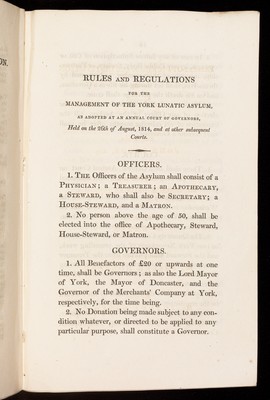 ON.
RULES AND REGULATIONS
FOR THE
MANAGEMENT OF THE YORK LUNATIC ASYLUM,
AS ADOPTED AT AN ANNUAL COURT OF GOVERNORS,
Held on the 25th of August, 1814, and at other subsequent
Courts.
OFFICERS.
1. THE Officers of the Asylum shall consist of a
PHYSICIAN; a TREASURER; an APOTHECARY,
a STEWARD, who shall also be SECRETARY; a
HOUSE-STEWARD, and a MATRON.
2. No person above the age of 50, shall be
elected into the office of Apothecary, Steward,
House-Steward, or Matron.
GOVERNORS.
1. All Benefactors of £20 or upwards at one
time, shall be Governors; as also the Lord Mayor
of York, the Mayor of Doncaster, and the
Governor of the Merchants' Company at York,
respectively, for the time being.
2. No Donation being made subject to any con-
dition whatever, or directed to be applied to any
particular purpose, shall constitute a Governor.